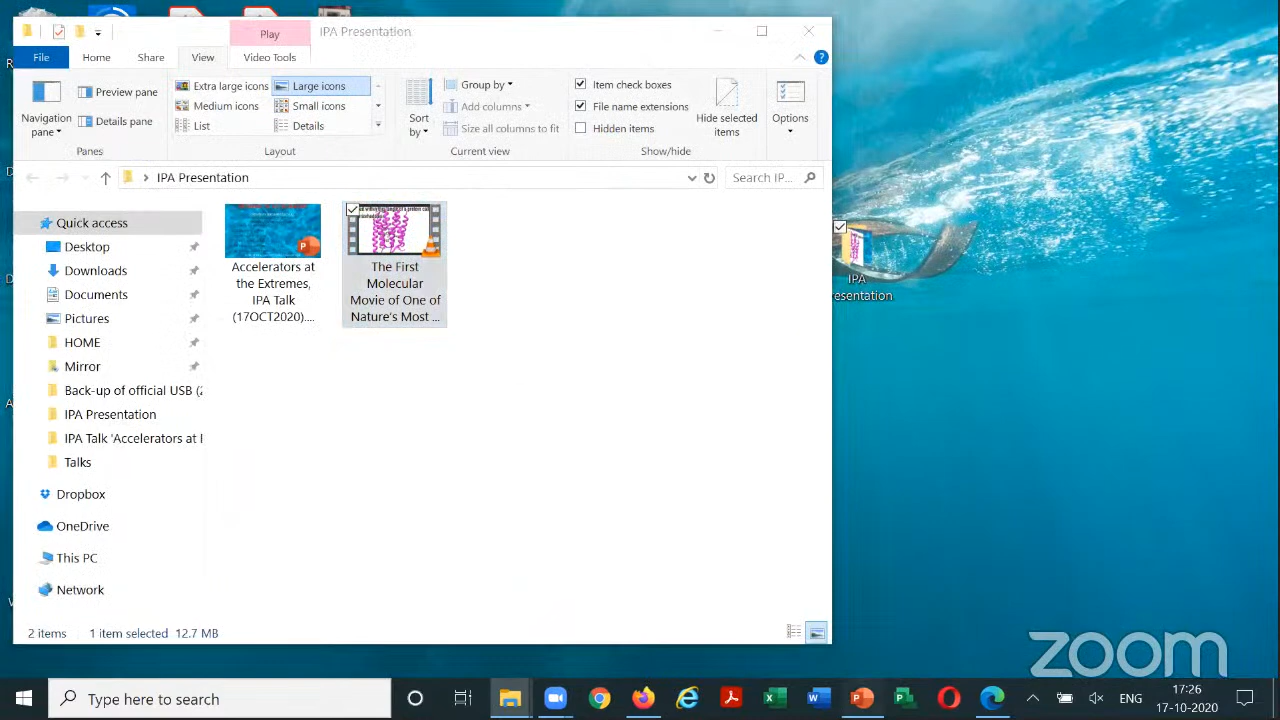 Play
IPA Presentation
File
Home
Share
View
Video Tools
Navigation pane
Preview pane
Details pane
Panes
Extra large icons
Large icons
Medium icons
Small icons
List
Details
Layout
Sort by
Group by
Add columns
Size all columns to fit
Current view
Item check boxes
File name extensions
Hidden items
Hide selected items
Show/hide
Options
IPA Presentation
Search IP...
Quick access
Desktop
Downloads
Documents
Pictures
HOME
Mirror
Back-up of official USB (
IPA Presentation
IPA Talk 'Accelerators at
Talks
Dropbox
OneDrive
This PC
Network
Accelerators at
the Extremes,
IPA Talk
(17OCT2020)....
The First
Molecular
Movie of One of
Nature's Most ...
IPA
resentation
2 items
1 item selected 12.7 MB
zoom
Type here to search
ENG
17:26
17-10-2020